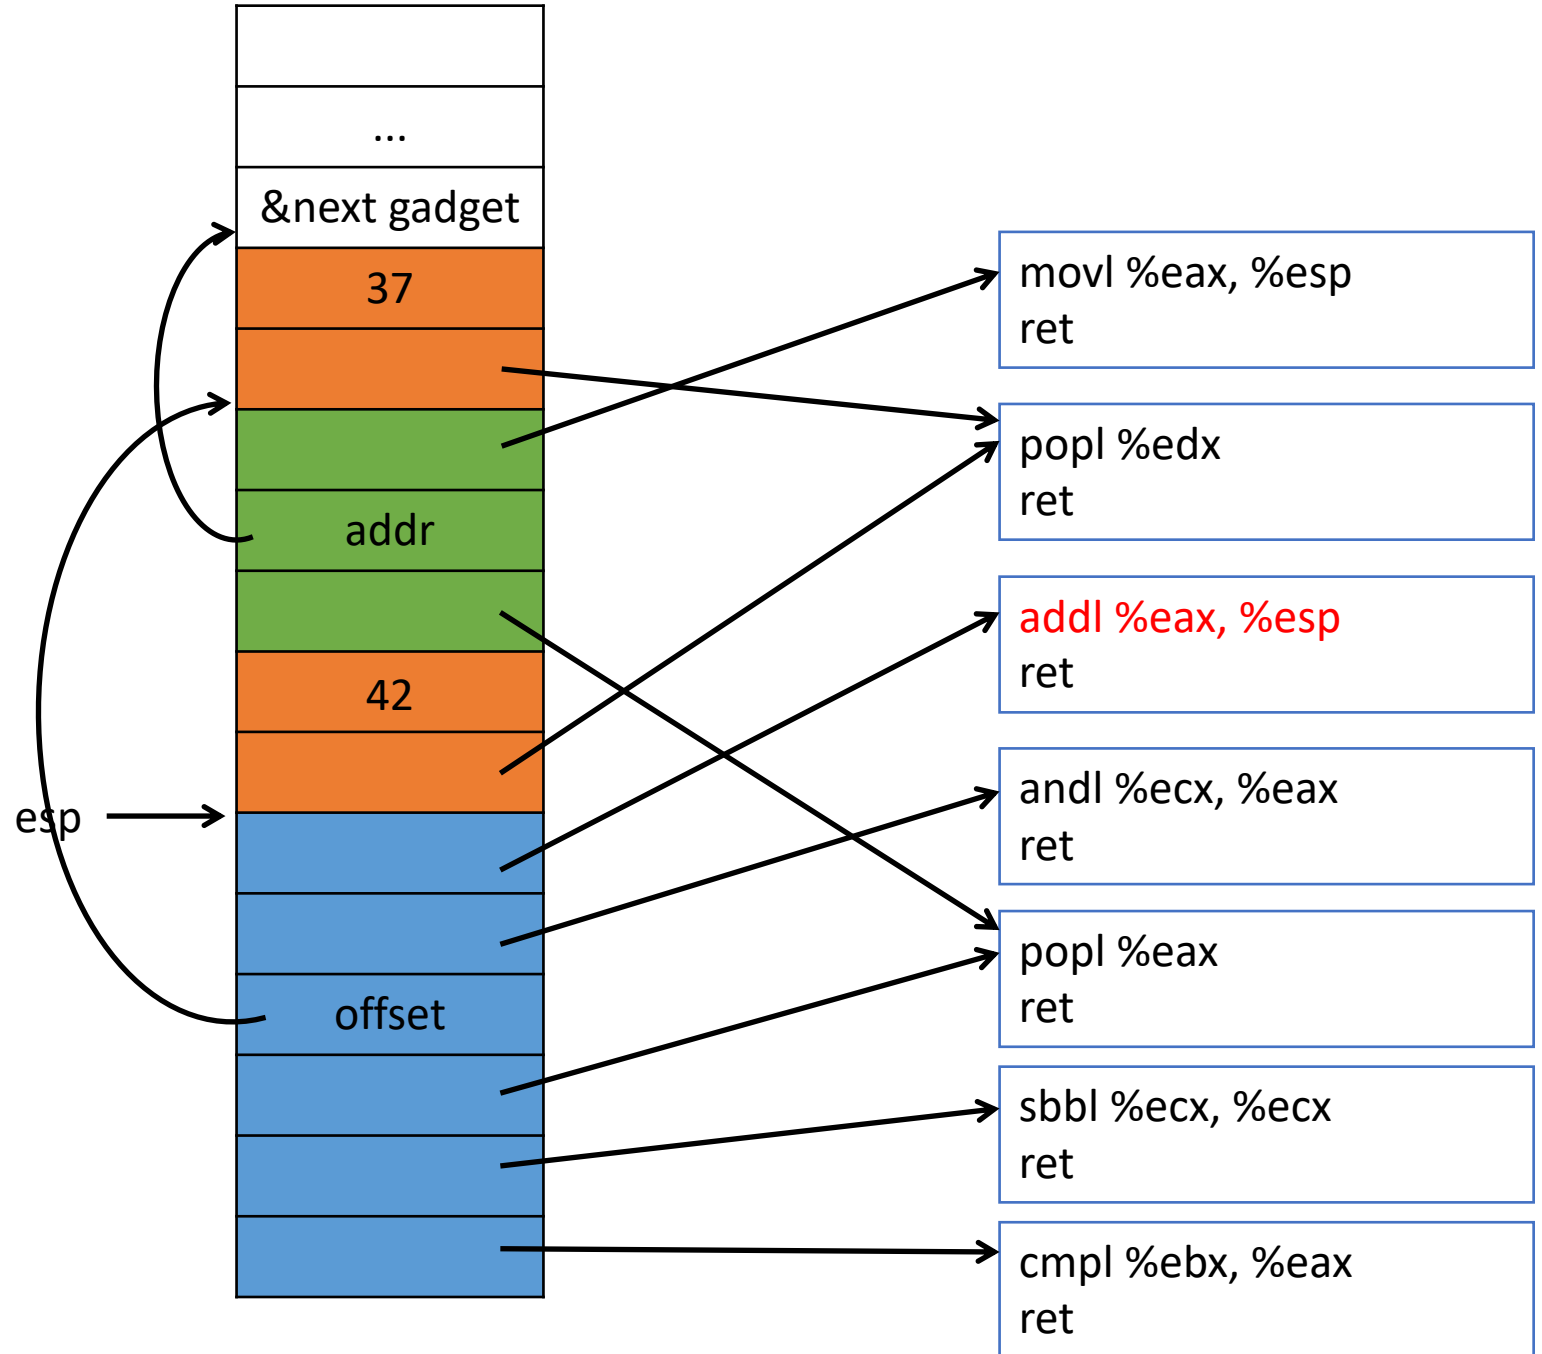 ...
&next gadget
37
addr
42
esp
offset
movl %eax, %esp
ret
popl %edx
ret
addl %eax, %esp
ret
andl %ecx, %eax
ret
popl %eax
ret
sbbl %ecx, %ecx
ret
cmpl %ebx, %eax
ret